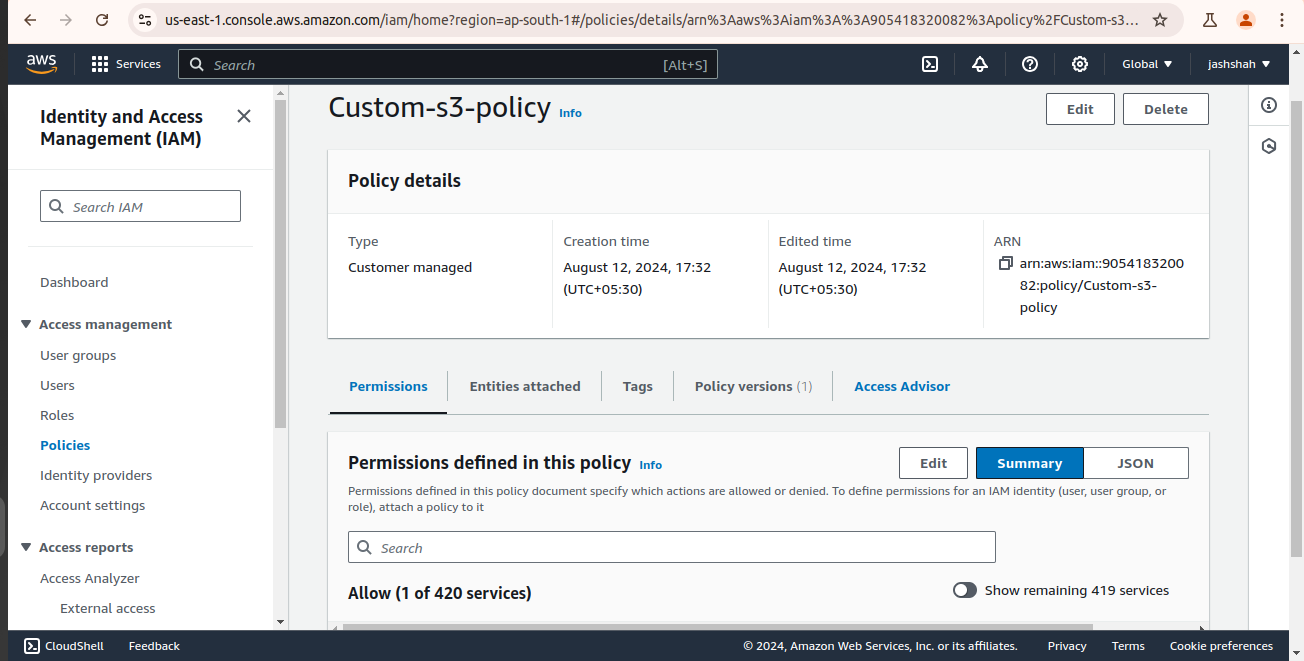 us-east-1.console.aws.amazon.com/iam/home?region=ap-south-1#/policies/details/arn%3Aaws%3Aiam%3A%3A905418320082%3Apolicy%2FCustom-s3...
aws
Services
Search
[Alt+S]
Global
jashshah
Identity and Access
Management (IAM)
Search IAM
Dashboard
Access management
User groups
Users
Roles
Policies
Identity providers
Account settings
Access reports
Access Analyzer
External access
Custom-s3-policy Info
Edit
Delete
Policy details
Type
Customer managed
Creation time
August 12, 2024, 17:32
(UTC+05:30)
Edited time
August 12, 2024, 17:32
(UTC+05:30)
ARN
arn:aws:iam::9054183200
82:policy/Custom-s3-
policy
Permissions
Entities attached
Tags
Policy versions (1)
Access Advisor
Permissions defined in this policy Info
Edit
Summary
JSON
Permissions defined in this policy document specify which actions are allowed or denied. To define permissions for an IAM identity (user, user group, or
role), attach a policy to it
Search
Allow (1 of 420 services)
Show remaining 419 services
CloudShell
Feedback
© 2024, Amazon Web Services, Inc. or its affiliates.
Privacy
Terms
Cookie preferences